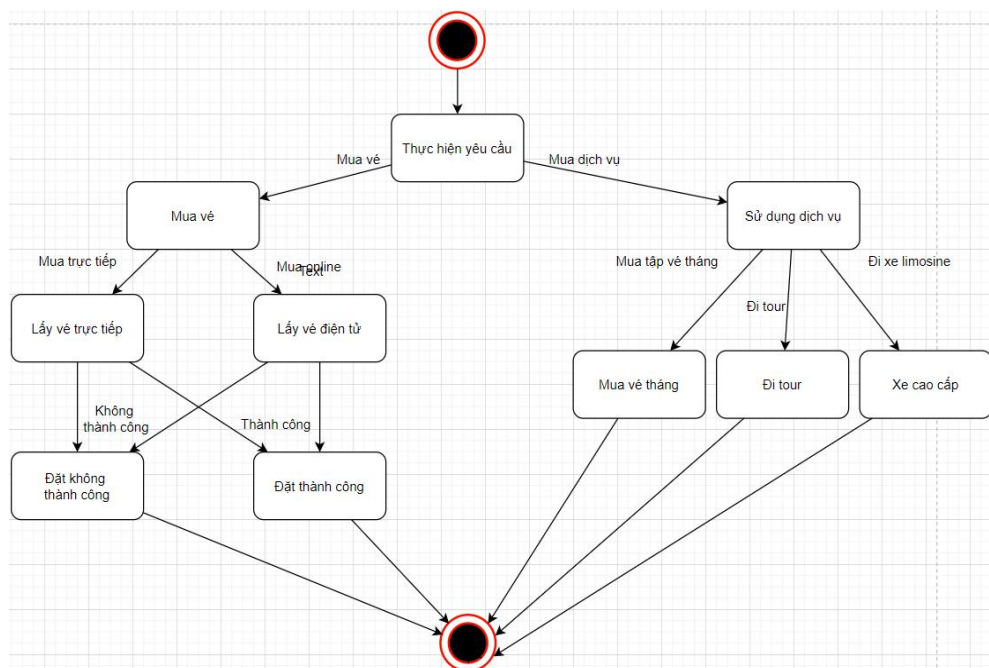 Thực hiện yêu cầu
Mua vé
Mua dịch vụ
Mua vé
Sử dụng dịch vụ
Mua trực tiếp
Mua online
Text
Mua tập vé tháng
Đi xe limosine
Đi tour
Lấy vé trực tiếp
Lấy vé điện tử
Mua vé tháng
Đi tour
Xe cao cấp
Không
thành công
Thành công
Đặt không
thành công
Đặt thành công